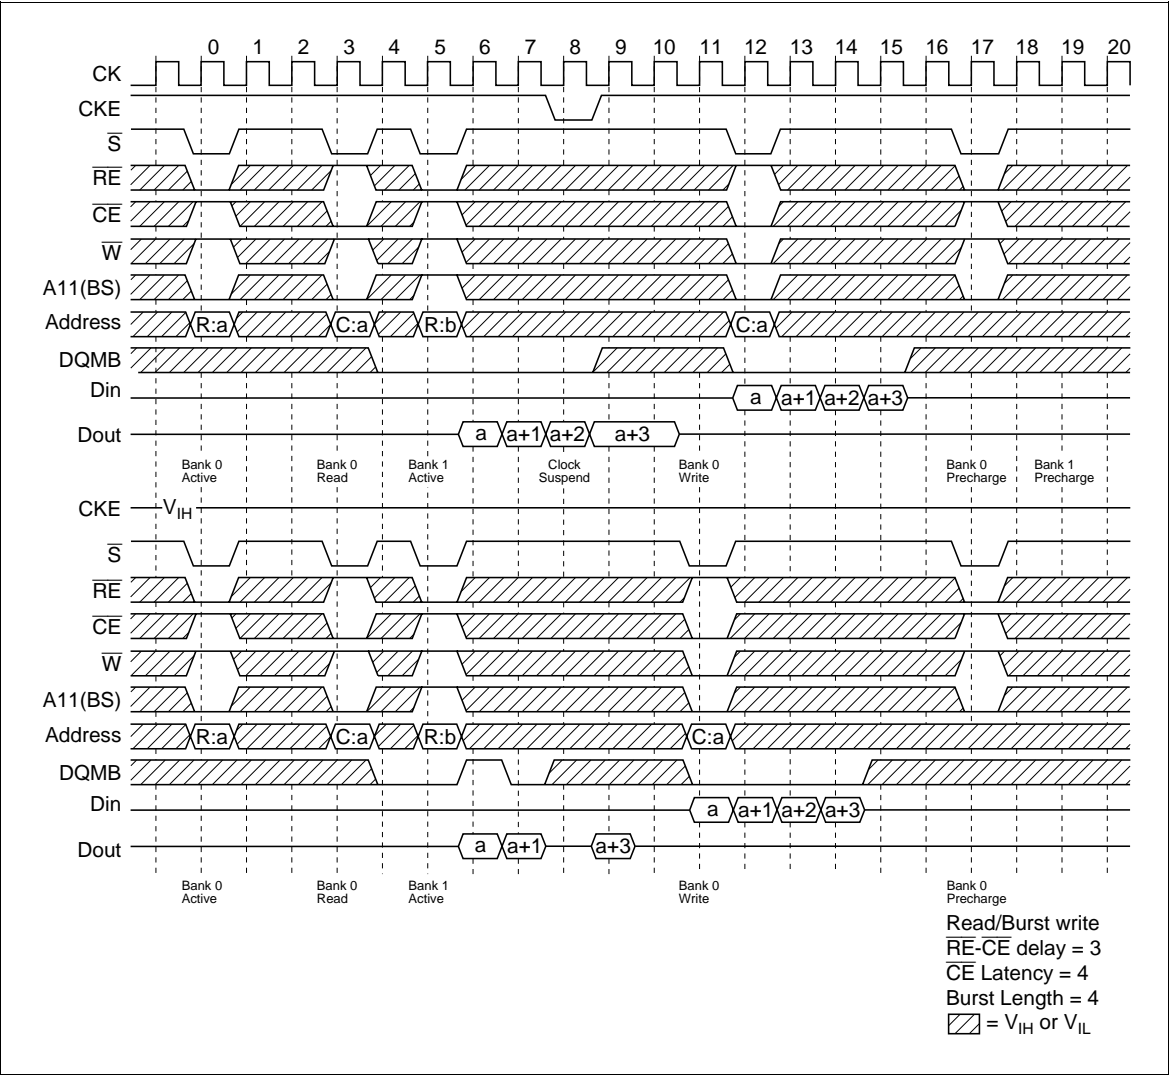 0 1 2 3 4 5 6 7 8 9 10 11 12 13 14 15 16 17 18 19 20
CK
CKE
S
RE
CE
W
A11(BS)
Address R:a C:a R:b C:a
DQMB
Din a a+1 a+2 a+3
Dout a a+1 a+2 a+3
Bank 0 Bank 0 Bank 1 Clock Bank 0 Bank 0 Bank 1
Active Read Active Suspend Write Precharge Precharge
CKE VIH
S
RE
CE
W
A11(BS)
Address R:a C:a R:b C:a
DQMB
Din a a+1 a+2 a+3
Dout a a+1 a+3
Bank 0 Bank 0 Bank 1 Bank 0 Bank 0
Active Read Active Write Precharge
Read/Burst write
RE-CE delay = 3
CE Latency = 4
Burst Length = 4
= VIH or VIL